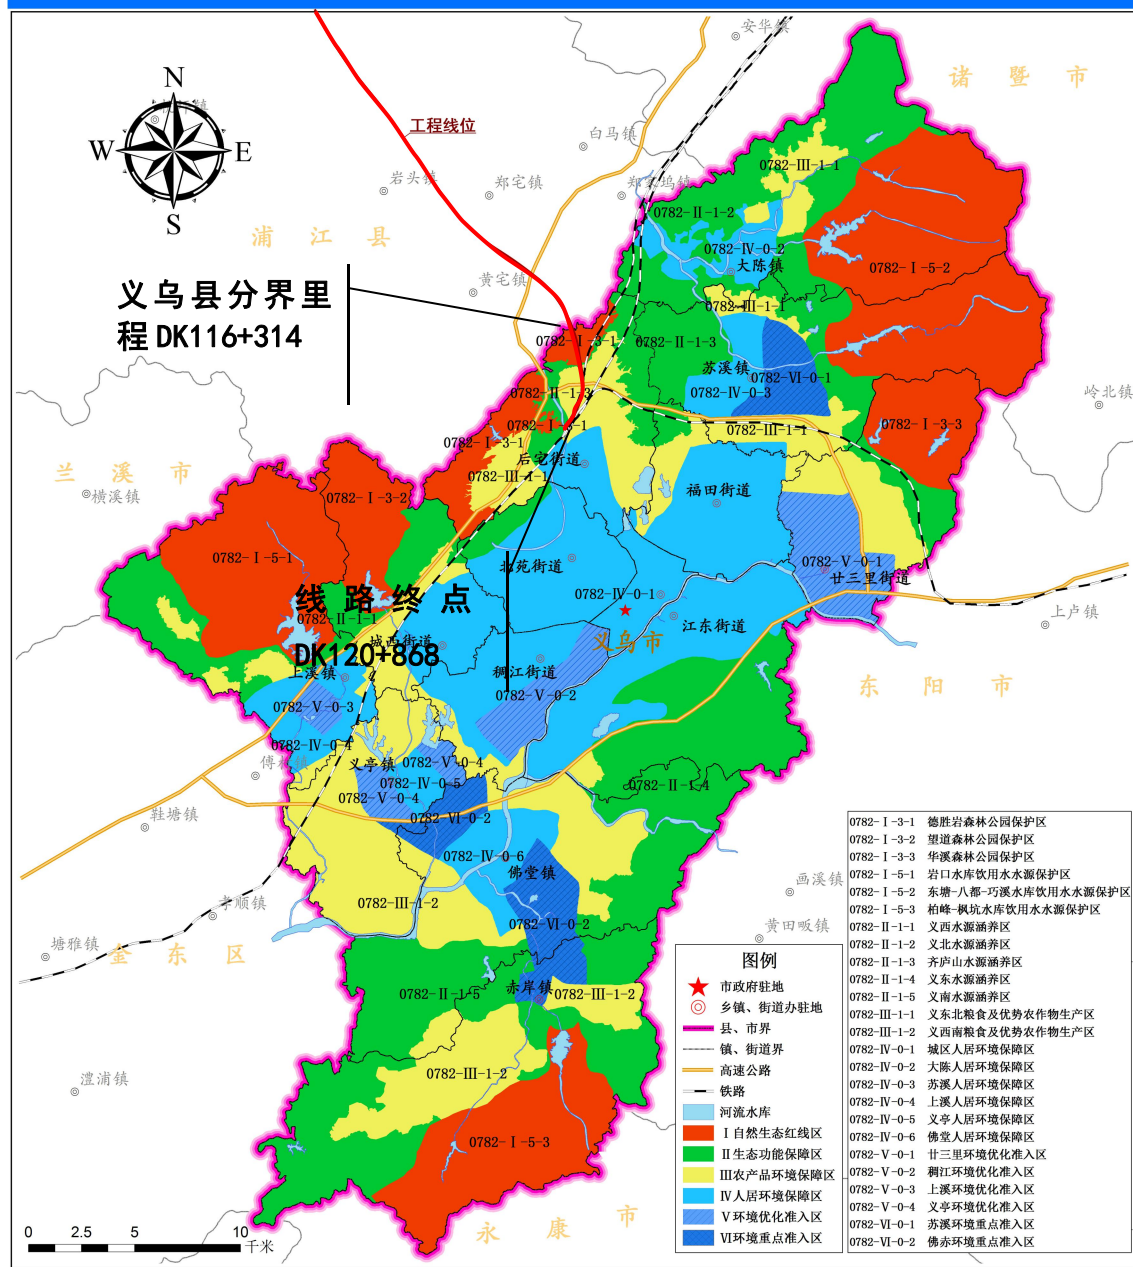 安华镇
诸暨市
N
W
E
S
工程线位
白马镇
岩头镇
郑宅镇
郑家坞镇
浦江县
黄宅镇
义乌县分界里
程DK116+314
0782-Ⅲ-1-1
0782-Ⅱ-1-2
0782-Ⅳ-0-2
大陈镇
0782-Ⅰ-5-2
0782-Ⅲ-1-1
0782-Ⅰ-3-1
0782-Ⅱ-1-3
苏溪镇
0782-Ⅵ-0-1
0782-Ⅳ-0-3
0782-Ⅱ-1-3
岭北镇
0782-Ⅰ-3-1
0782-Ⅲ-1-1
0782-Ⅰ-3-3
0782-Ⅰ-3-1
后宅街道
0782-Ⅲ-1-1
兰溪市
横溪镇
0782-Ⅰ-3-2
福田街道
0782-Ⅰ-5-1
北苑街道
0782-Ⅴ-0-1
廿三里街道
线路终点
DK120+868
0782-Ⅳ-0-1
0782-Ⅱ-1-1
江东街道
上卢镇
城西街道
义乌市
上溪镇
稠江街道
0782-Ⅴ-0-2
东阳市
0782-Ⅴ-0-3
0782-Ⅳ-0-4
义亭镇
0782-Ⅴ-0-4
0782-Ⅳ-0-5
0782-Ⅱ-1-4
0782-Ⅴ-0-4
0782-Ⅵ-0-2
鞋塘镇
0782-Ⅳ-0-6
佛堂镇
画溪镇
孝顺镇
0782-Ⅲ-1-2
0782-Ⅵ-0-2
黄田畈镇
塘雅镇
金东区
0782-Ⅱ-1-5
赤岸镇
0782-Ⅲ-1-2
0782-Ⅲ-1-2
澧浦镇
0782-Ⅰ-5-3
永康市
0
2.5
5
10
千米
图例
市政府驻地
乡镇、街道办驻地
县、市界
镇、街道界
高速公路
铁路
河流水库
Ⅰ自然生态红线区
Ⅱ生态功能保障区
Ⅲ农产品环境保障区
Ⅳ人居环境保障区
Ⅴ环境优化准入区
Ⅵ环境重点准入区
0782-Ⅰ-3-1 德胜岩森林公园保护区
0782-Ⅰ-3-2 望道森林公园保护区
0782-Ⅰ-3-3 华溪森林公园保护区
0782-Ⅰ-5-1 岩口水库饮用水水源保护区
0782-Ⅰ-5-2 东塘-八都-巧溪水库饮用水水源保护区
0782-Ⅰ-5-3 柏峰-枫坑水库饮用水水源保护区
0782-Ⅱ-1-1 义西水源涵养区
0782-Ⅱ-1-2 义北水源涵养区
0782-Ⅱ-1-3 齐庐山水源涵养区
0782-Ⅱ-1-4 义东水源涵养区
0782-Ⅱ-1-5 义南水源涵养区
0782-Ⅲ-1-1 义东北粮食及优势农作物生产区
0782-Ⅲ-1-2 义西南粮食及优势农作物生产区
0782-Ⅳ-0-1 城区人居环境保障区
0782-Ⅳ-0-2 大陈人居环境保障区
0782-Ⅳ-0-3 苏溪人居环境保障区
0782-Ⅳ-0-4 上溪人居环境保障区
0782-Ⅳ-0-5 义亭人居环境保障区
0782-Ⅳ-0-6 佛堂人居环境保障区
0782-Ⅴ-0-1 廿三里环境优化准入区
0782-Ⅴ-0-2 稠江环境优化准入区
0782-Ⅴ-0-3 上溪环境优化准入区
0782-Ⅴ-0-4 义亭环境优化准入区
0782-Ⅵ-0-1 苏溪环境重点准入区
0782-Ⅵ-0-2 佛赤环境重点准入区